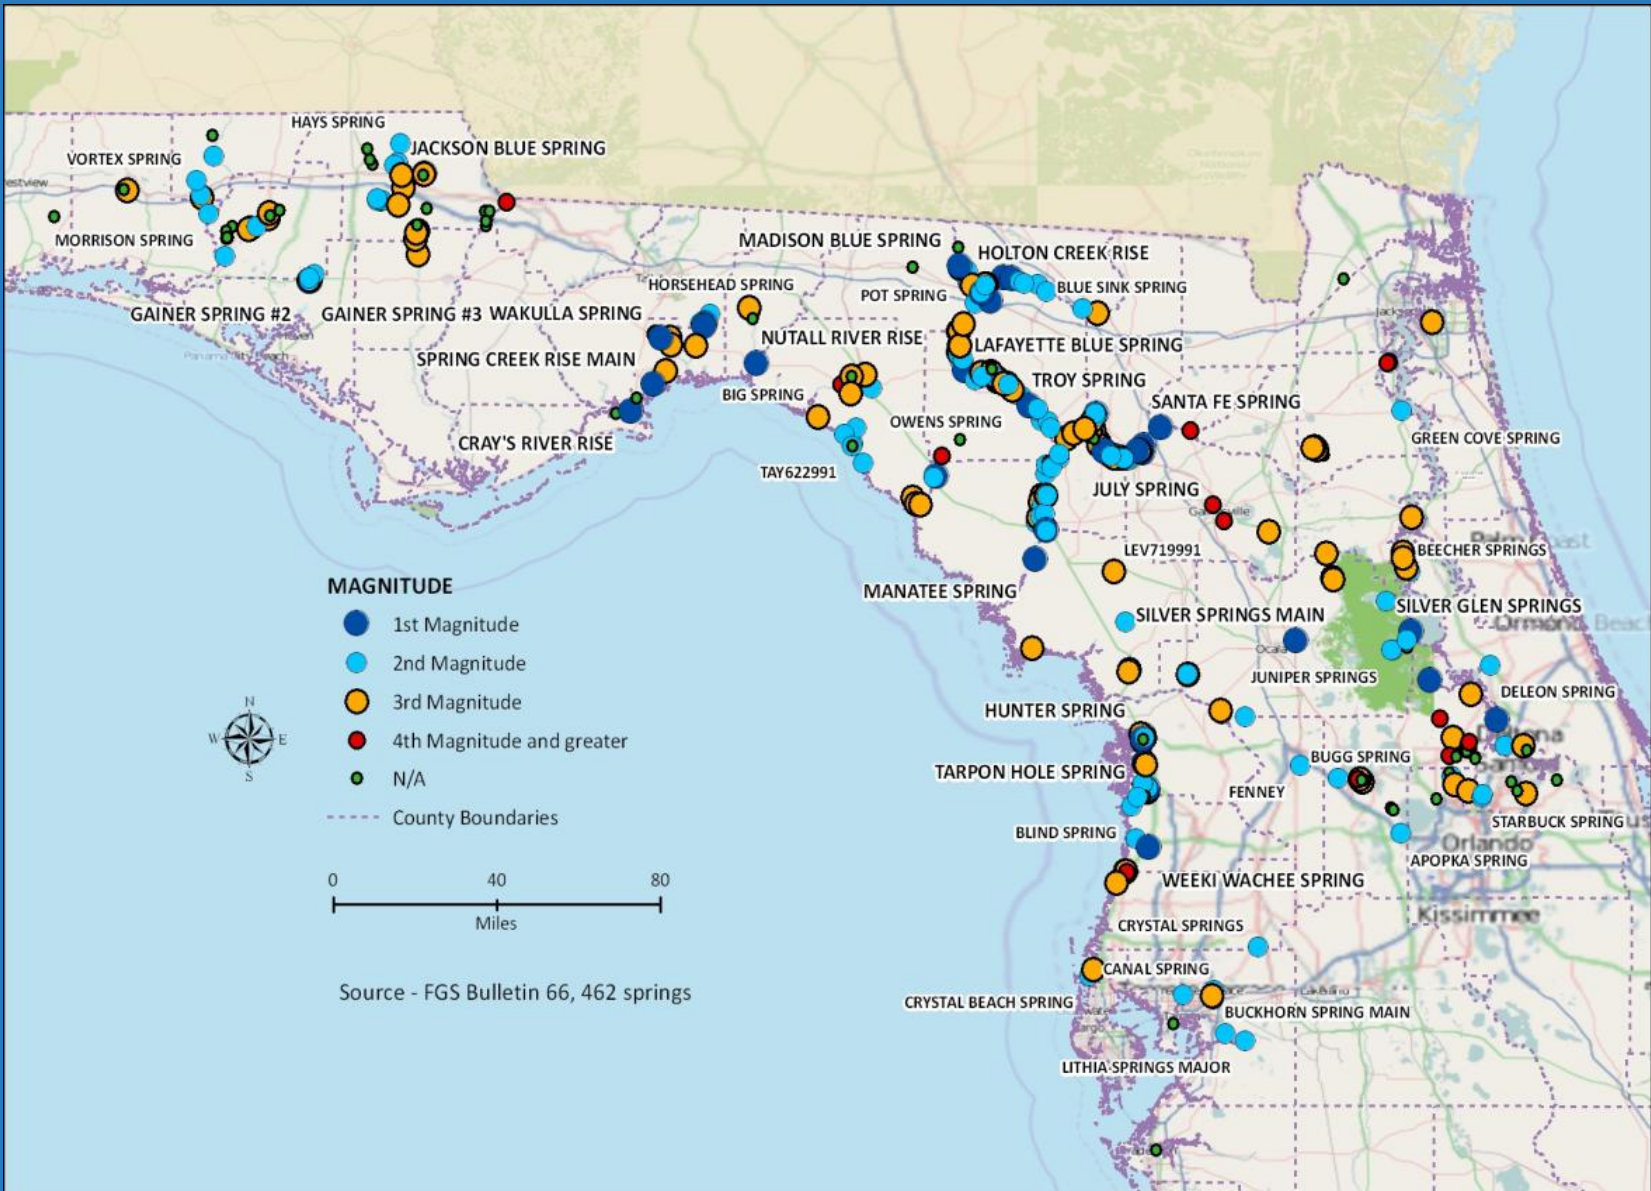 HAYS SPRING
VORTEX SPRING
JACKSON BLUE SPRING
MORRISON SPRING
GAINER SPRING #2
GAINER SPRING #3
WAKULLA SPRING
HORSEHEAD SPRING
MADISON BLUE SPRING
HOLTON CREEK RISE
POT SPRING
BLUE SINK SPRING
NUTALL RIVER RISE
LAFAYETTE BLUE SPRING
SPRING CREEK RISE MAIN
BIG SPRING
TROY SPRING
SANTA FE SPRING
OWENS SPRING
CRAY'S RIVER RISE
TAY622991
GREEN COVE SPRING
JULY SPRING
LEV719991
BEECHER SPRINGS
MANATEE SPRING
SILVER SPRINGS MAIN
SILVER GLEN SPRINGS
Ocala
JUNIPER SPRINGS
DELEON SPRING
HUNTER SPRING
BUGG SPRING
TARPON HOLE SPRING
FENNEY
STARBUCK SPRING
BLIND SPRING
Orlando
APOPKA SPRING
WEEKI WACHEE SPRING
Kissimmee
CRYSTAL SPRINGS
CANAL SPRING
CRYSTAL BEACH SPRING
BUCKHORN SPRING MAIN
LITHIA SPRINGS MAJOR
MAGNITUDE
1st Magnitude
2nd Magnitude
3rd Magnitude
4th Magnitude and greater
N/A
County Boundaries
N
W E
S
0 40 80
Miles
Source - FGS Bulletin 66, 462 springs